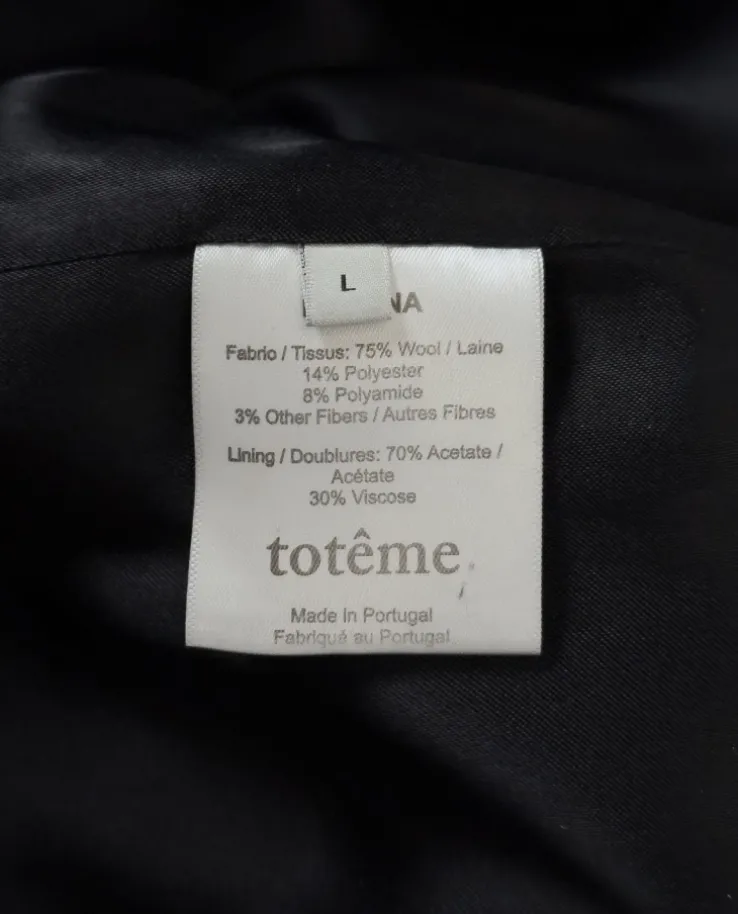 L
Fabric / Tissus: 75% Wool / Laine
14% Polyester
8% Polyamide
3% Other Fibers / Autres Fibres
Lining / Doublures: 70% Acetate /
Acétate
30% Viscose
totême
Made in Portugal
Fabriqué au Portugal